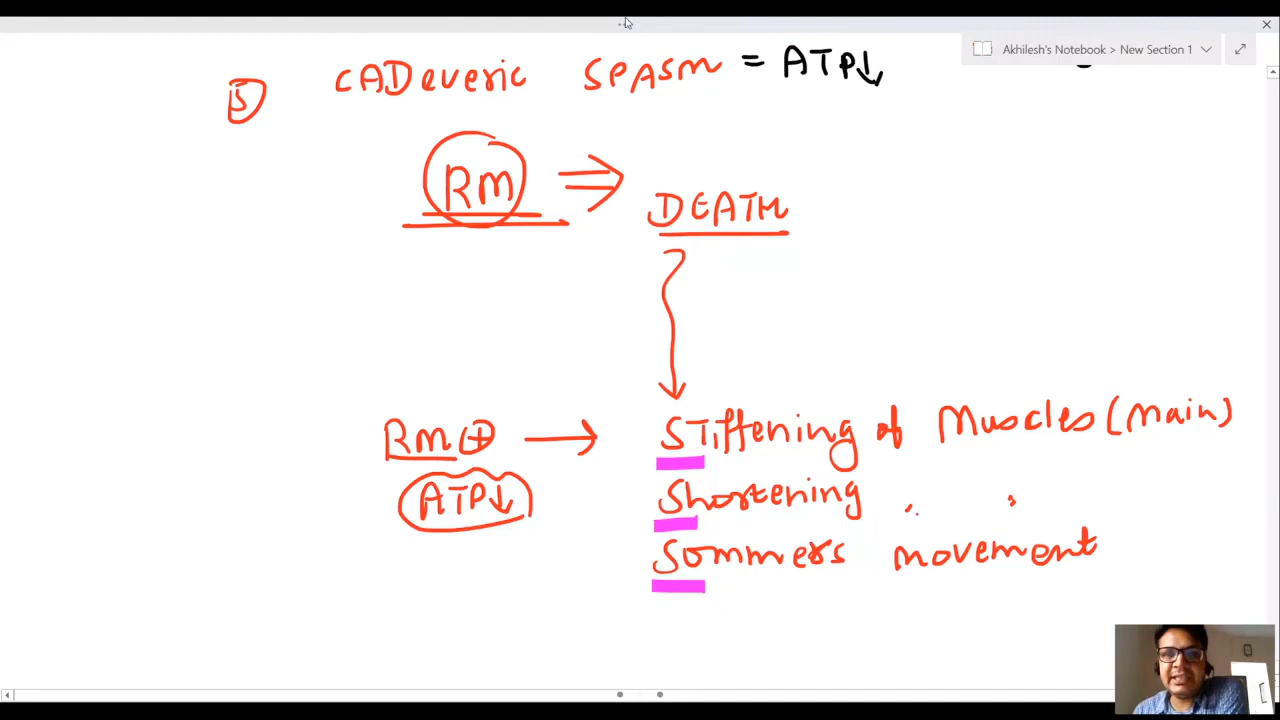 Akhilesh's Notebook > New Section 1
5 CADeveric SPASM = ATP↓
RM ⇒ DEATH
RM⊕ → STiffening of Muscles (main)
ATP↓
Shortening " "
Sommers movement